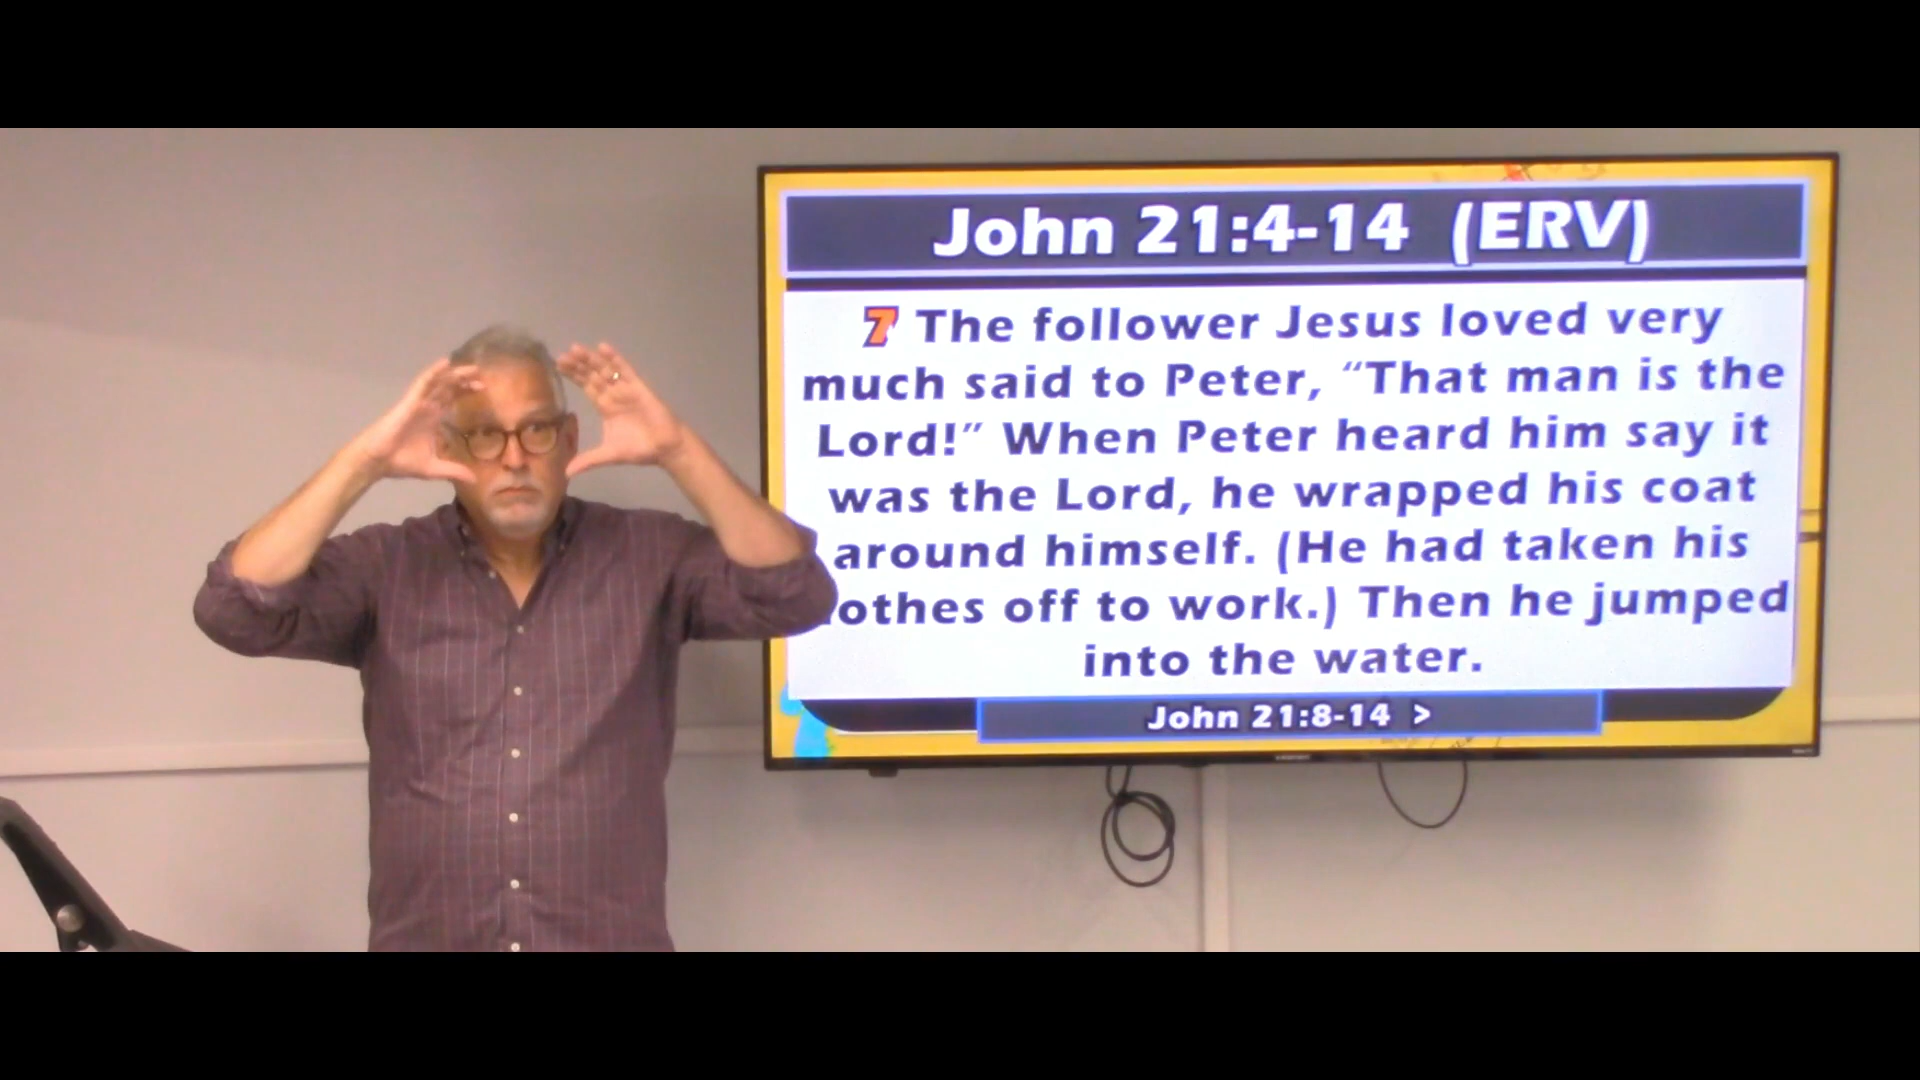 John 21:4-14 (ERV)
7 The follower Jesus loved very
much said to Peter, “That man is the
Lord!” When Peter heard him say it
was the Lord, he wrapped his coat
around himself. (He had taken his
lothes off to work.) Then he jumped
into the water.
John 21:8-14 >